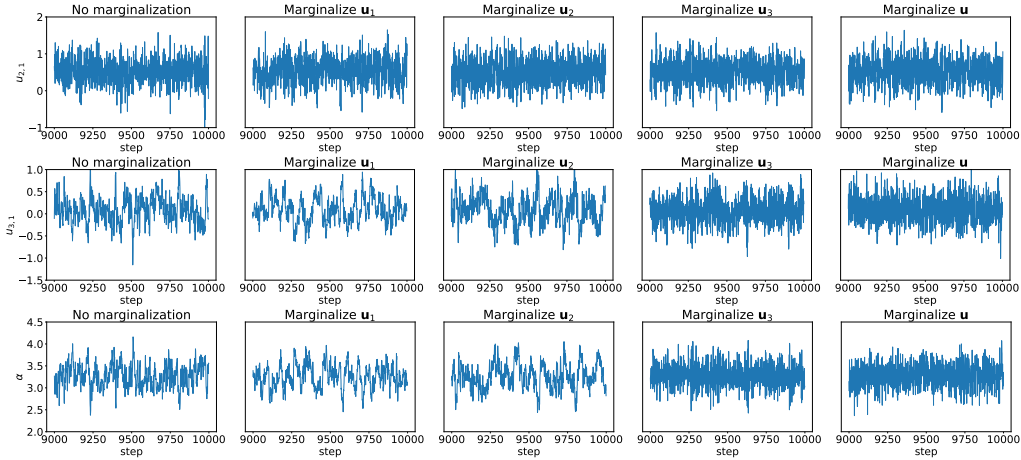 No marginalization Marginalize u₁ Marginalize u₂ Marginalize u₃ Marginalize u
2
1
0
−1
u₂,₁
9000 9250 9500 9750 10000 9000 9250 9500 9750 10000 9000 9250 9500 9750 10000 9000 9250 9500 9750 10000 9000 9250 9500 9750 10000
step step step step step
No marginalization Marginalize u₁ Marginalize u₂ Marginalize u₃ Marginalize u
1.0
0.5
0.0
−0.5
−1.0
−1.5
u₃,₁
9000 9250 9500 9750 10000 9000 9250 9500 9750 10000 9000 9250 9500 9750 10000 9000 9250 9500 9750 10000 9000 9250 9500 9750 10000
step step step step step
No marginalization Marginalize u₁ Marginalize u₂ Marginalize u₃ Marginalize u
4.5
4.0
3.5
3.0
2.5
2.0
α
9000 9250 9500 9750 10000 9000 9250 9500 9750 10000 9000 9250 9500 9750 10000 9000 9250 9500 9750 10000 9000 9250 9500 9750 10000
step step step step step